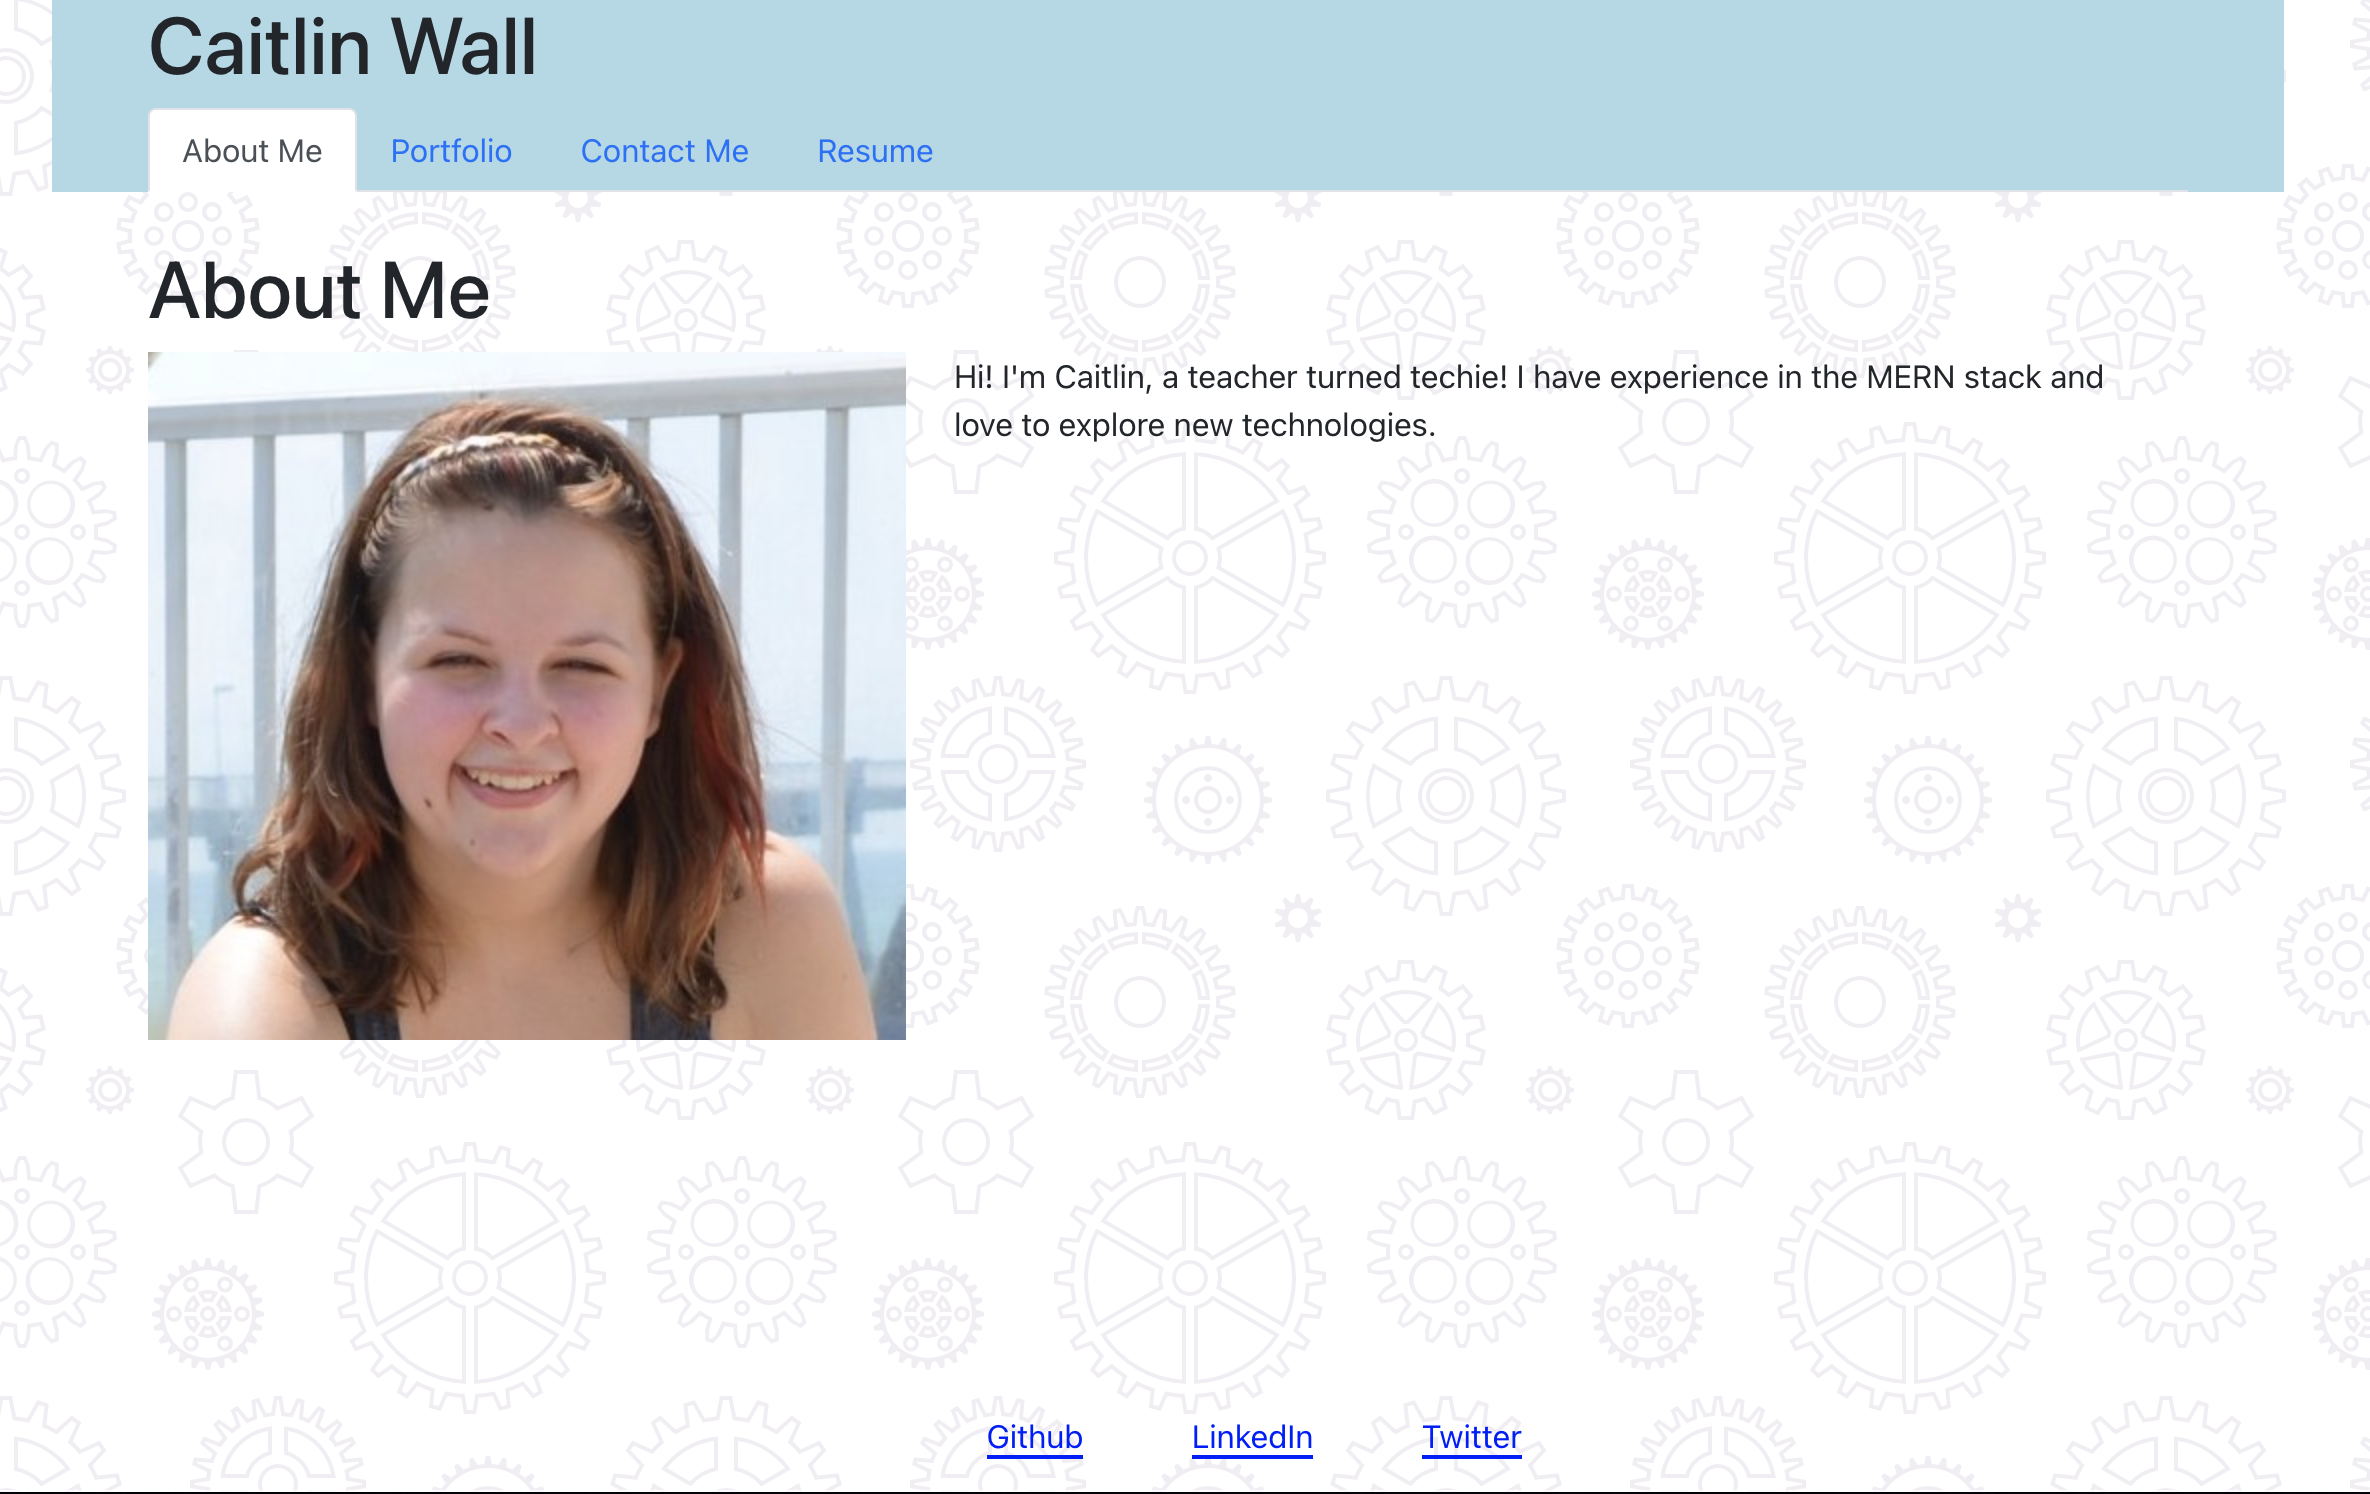 Caitlin Wall
About Me
Portfolio
Contact Me
Resume
About Me
Hi! I'm Caitlin, a teacher turned techie! I have experience in the MERN stack and
love to explore new technologies.
Github
LinkedIn
Twitter